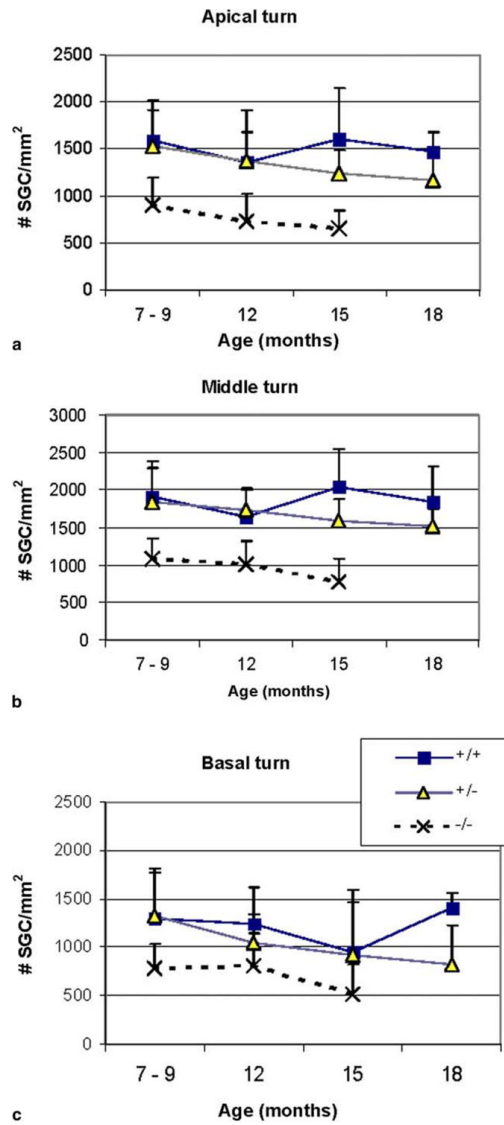 Apical turn
2500
2000
1500
1000
500
0
# SGC/mm²
7 - 9 12 15 18
Age (months)
a
Middle turn
3000
2500
2000
1500
1000
500
0
# SGC/mm²
7 - 9 12 15 18
Age (months)
b
Basal turn
+/+
+/-
-/-
2500
2000
1500
1000
500
0
# SGC/mm²
7 - 9 12 15 18
Age (months)
c